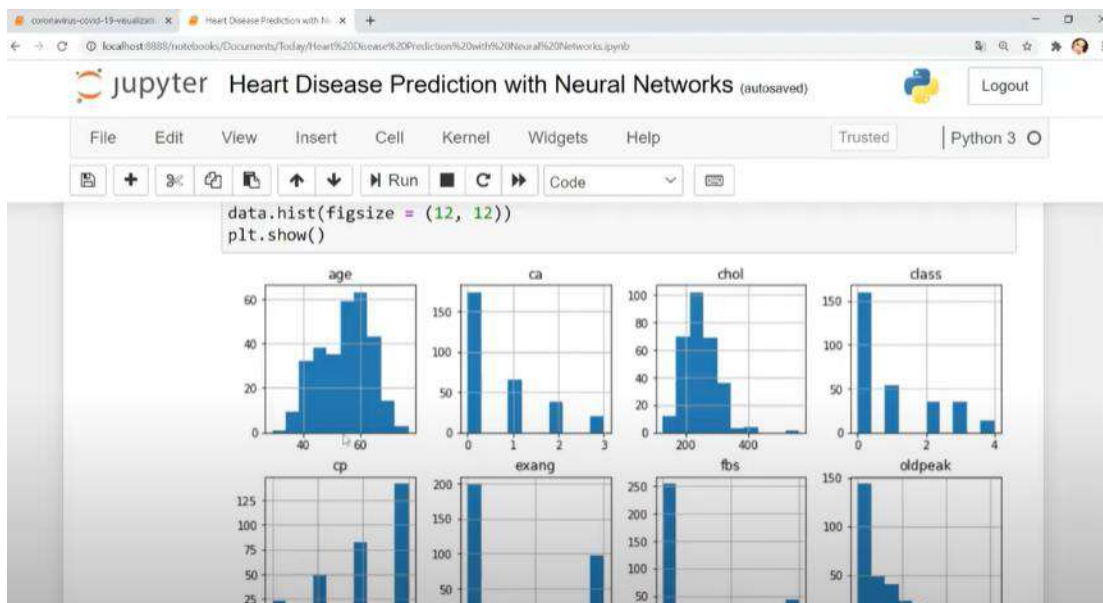 coronavirus-covid-19-visualizati
Heart Disease Prediction with N
localhost:8888/notebooks/Documents/Today/Heart%20Disease%20Prediction%20with%20Neural%20Networks.ipynb
jupyter Heart Disease Prediction with Neural Networks (autosaved)
Logout
File Edit View Insert Cell Kernel Widgets Help
Trusted Python 3
Run Code
data.hist(figsize = (12, 12))
plt.show()
age ca chol class
60 40 20 0
40 60
150 100 50 0
0 1 2 3
100 80 60 40 20 0
200 400
150 100 50 0
0 2 4
cp exang fbs oldpeak
125 100 75 50 25
200 150 100 50
250 200 150 100 50
150 100 50